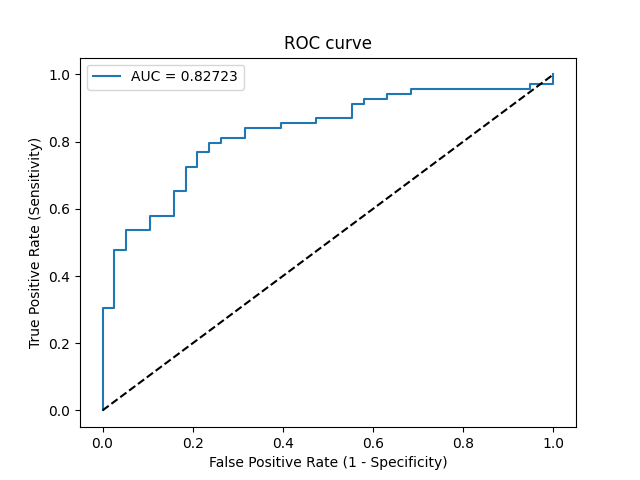 ROC curve
AUC = 0.82723
True Positive Rate (Sensitivity)
1.0
0.8
0.6
0.4
0.2
0.0
0.0 0.2 0.4 0.6 0.8 1.0
False Positive Rate (1 - Specificity)